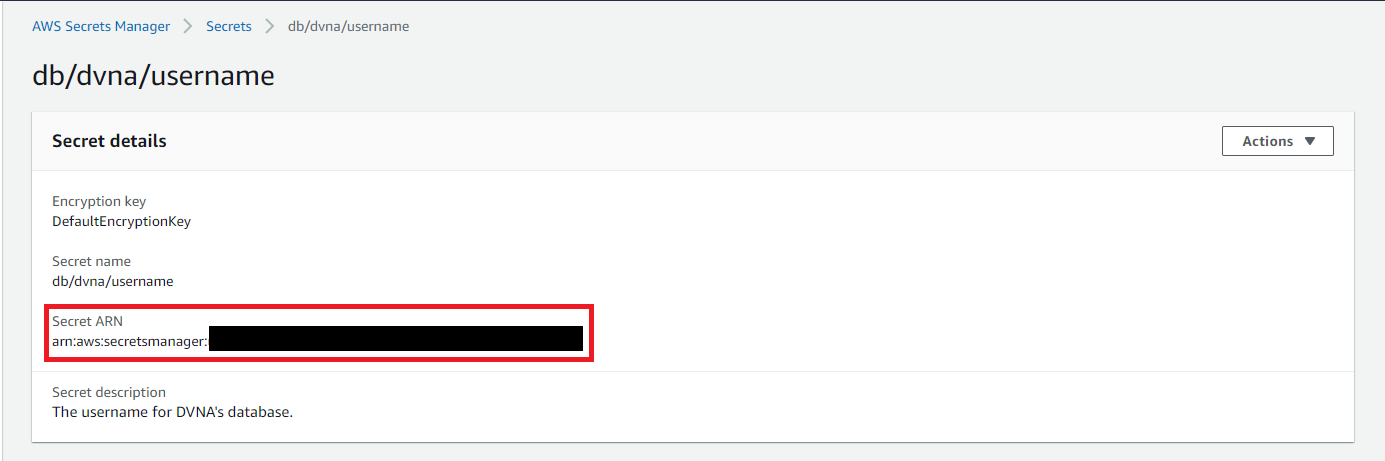 AWS Secrets Manager > Secrets > db/dvna/username
db/dvna/username
Secret details
Actions
Encryption key
DefaultEncryptionKey
Secret name
db/dvna/username
Secret ARN
arn:aws:secretsmanager:
Secret description
The username for DVNA's database.